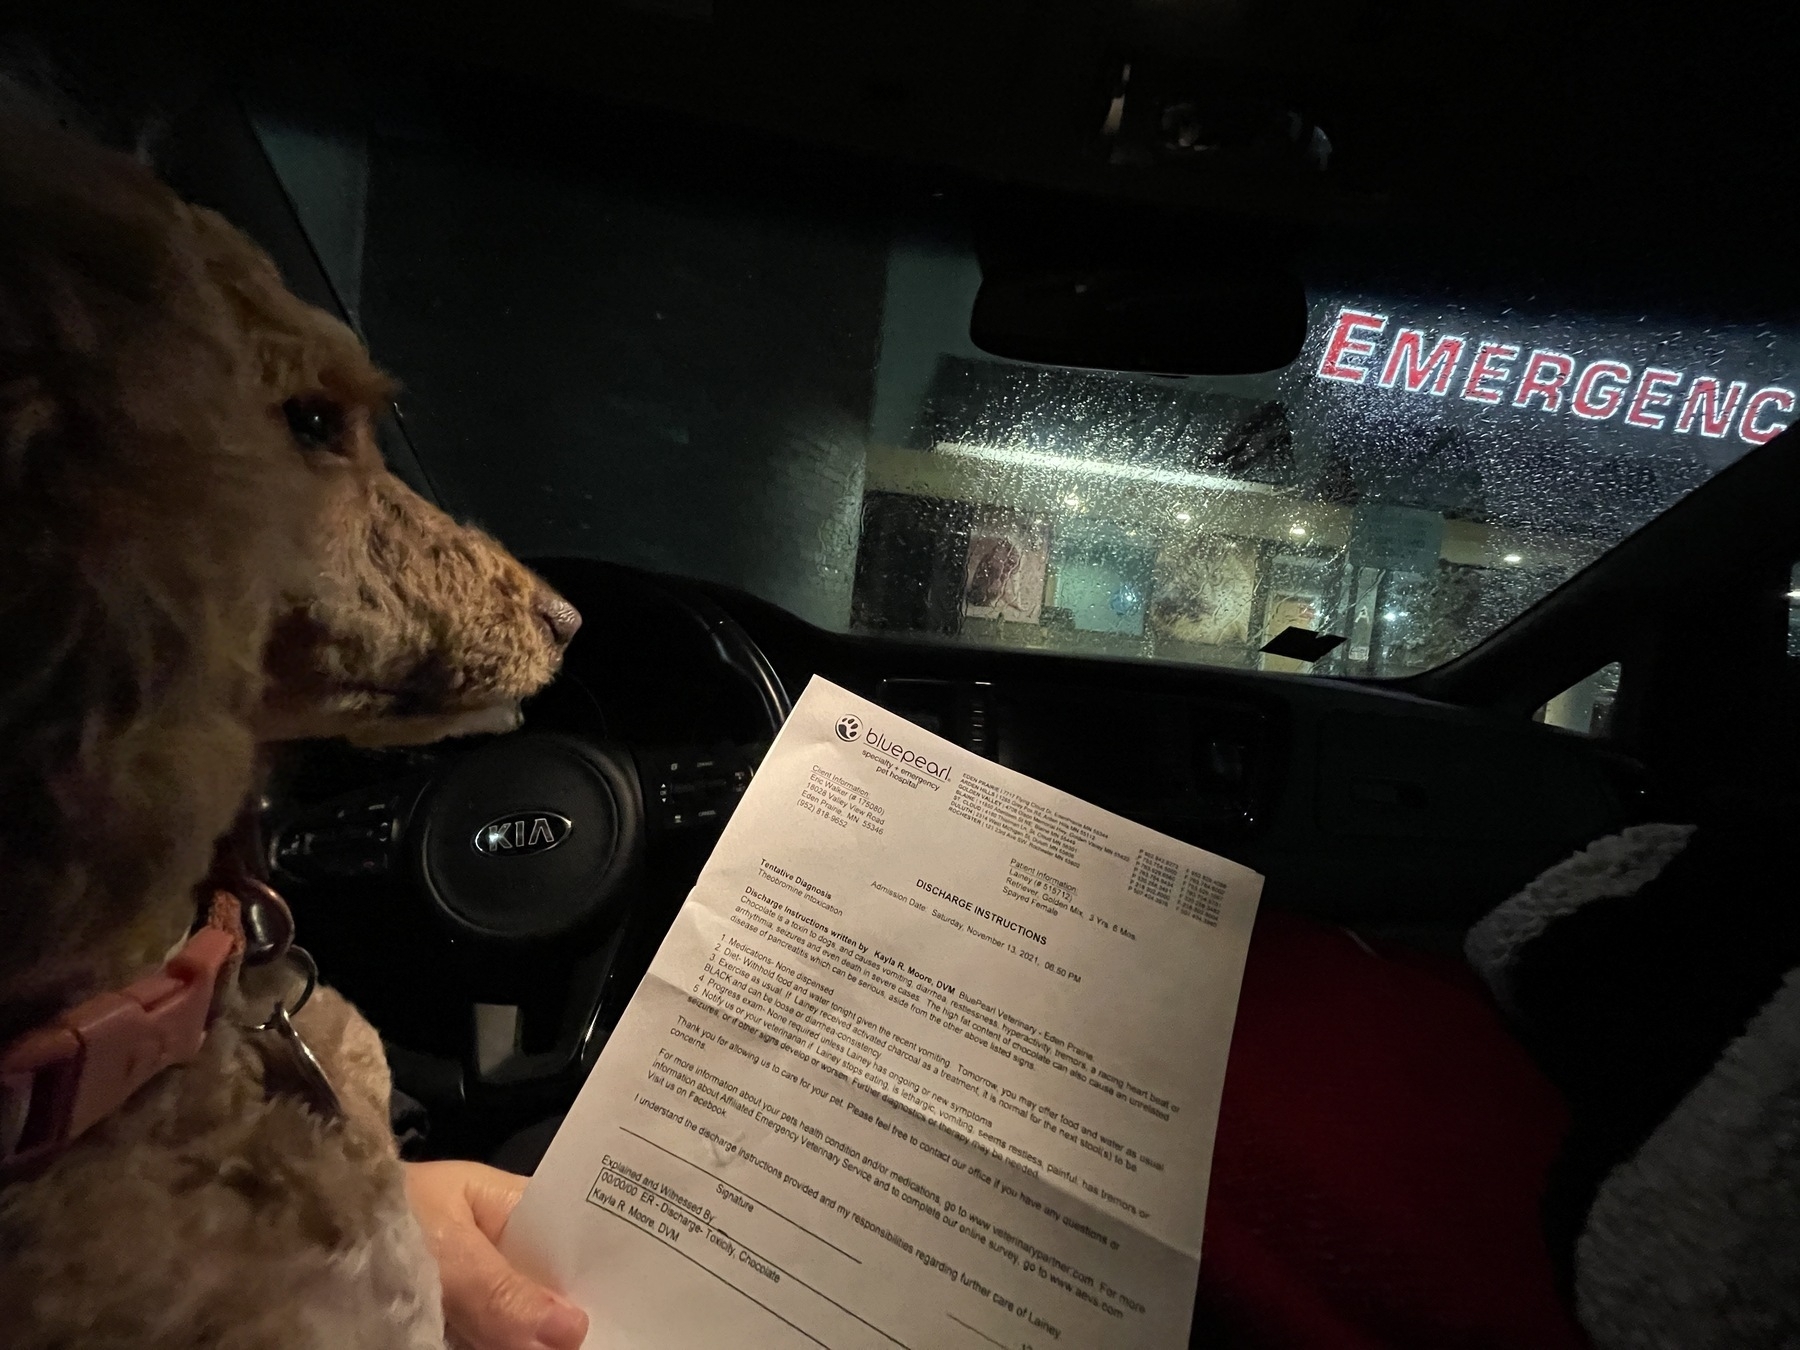 EMERGENC
KIA
bluepearl
specialty + emergency
pet hospital
Client Information
Eric Walker (# 175080)
18028 Valley View Road
Eden Prairie, MN 55346
(952) 818-9652
Patient Information
Lainey (# 515712)
Retriever, Golden Mix, 3 Yrs. 6 Mos.
Spayed Female
DISCHARGE INSTRUCTIONS
Admission Date: Saturday, November 13, 2021, 06:50 PM
Tentative Diagnosis
Theobromine intoxication
Discharge Instructions written by Kayla R. Moore, DVM, BluePearl Veterinary - Eden Prairie.
Chocolate is a toxin to dogs, and causes vomiting, diarrhea, restlessness, hyperactivity, tremors, a racing heart beat or
arrhythmia, seizures and even death in severe cases. The high fat content of chocolate can also cause an unrelated
disease of pancreatitis which can be serious, aside from the other above listed signs.
1. Medications- None dispensed
2. Diet- Withhold food and water tonight given the recent vomiting. Tomorrow, you may offer food and water as usual.
3. Exercise as usual. If Lainey received activated charcoal as a treatment, it is normal for the next stool(s) to be
BLACK and can be loose or diarrhea-consistency.
4. Progress exam- None required unless Lainey has ongoing or new symptoms
5. Notify us or your veterinarian if Lainey stops eating, is lethargic, vomiting, seems restless, painful, has tremors or
seizures, or if other signs develop or worsen. Further diagnostics or therapy may be needed.
Thank you for allowing us to care for your pet. Please feel free to contact our office if you have any questions or
concerns.
For more information about your pets health condition and/or medications, go to www.veterinarypartner.com. For more
information about Affiliated Emergency Veterinary Service and to complete our online survey, go to www.aevs.com
Visit us on Facebook
I understand the discharge instructions provided and my responsibilities regarding further care of Lainey.
Signature
Explained and Witnessed By
00/00/00 ER - Discharge- Toxicity, Chocolate
Kayla R. Moore, DVM